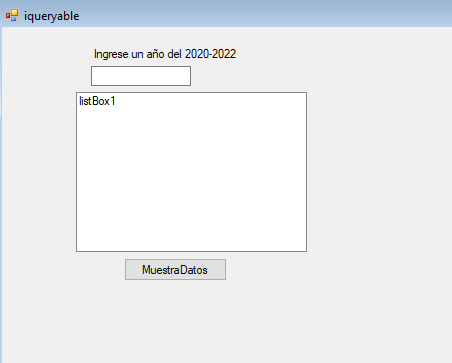 iqueryable
Ingrese un año del 2020-2022
listBox1
MuestraDatos